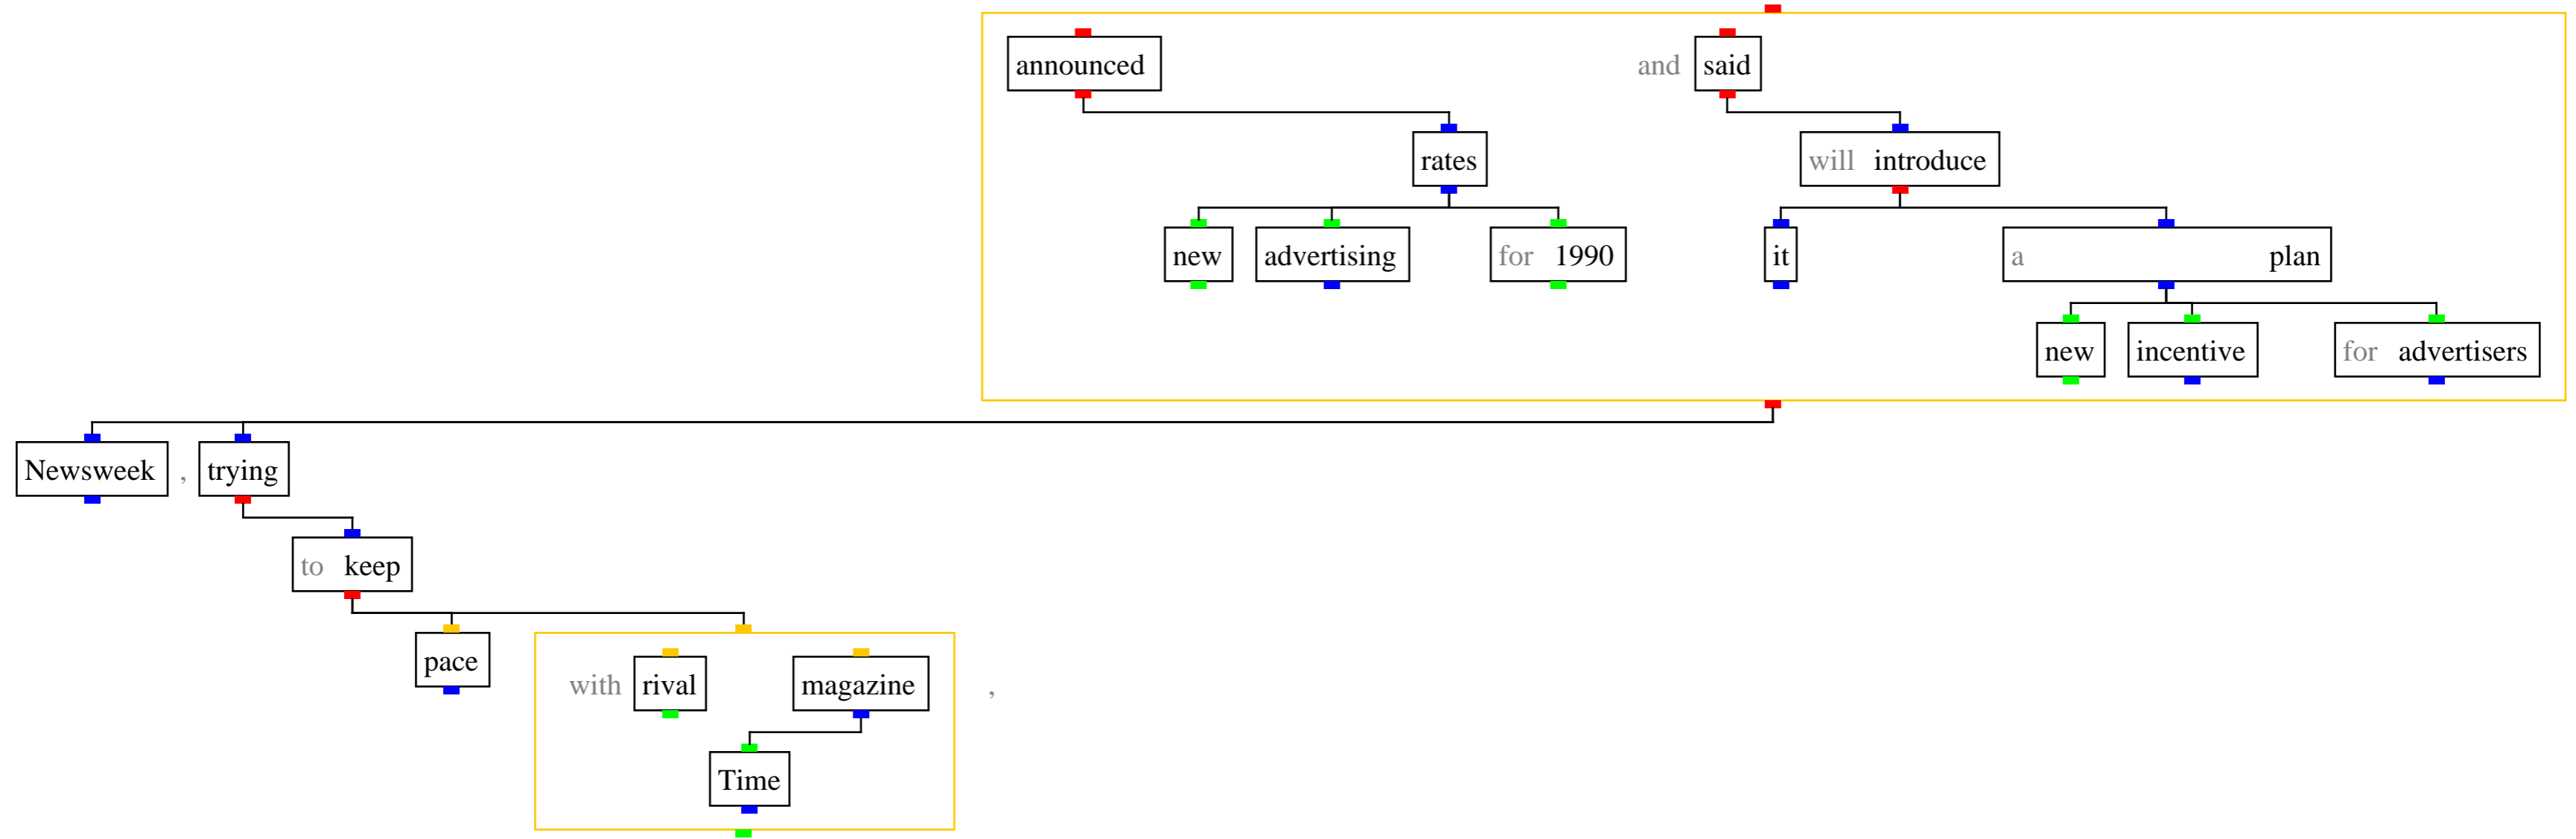 announced and said
rates will introduce
new advertising for 1990 it a plan
new incentive for advertisers
Newsweek , trying
to keep
pace with rival magazine ,
Time